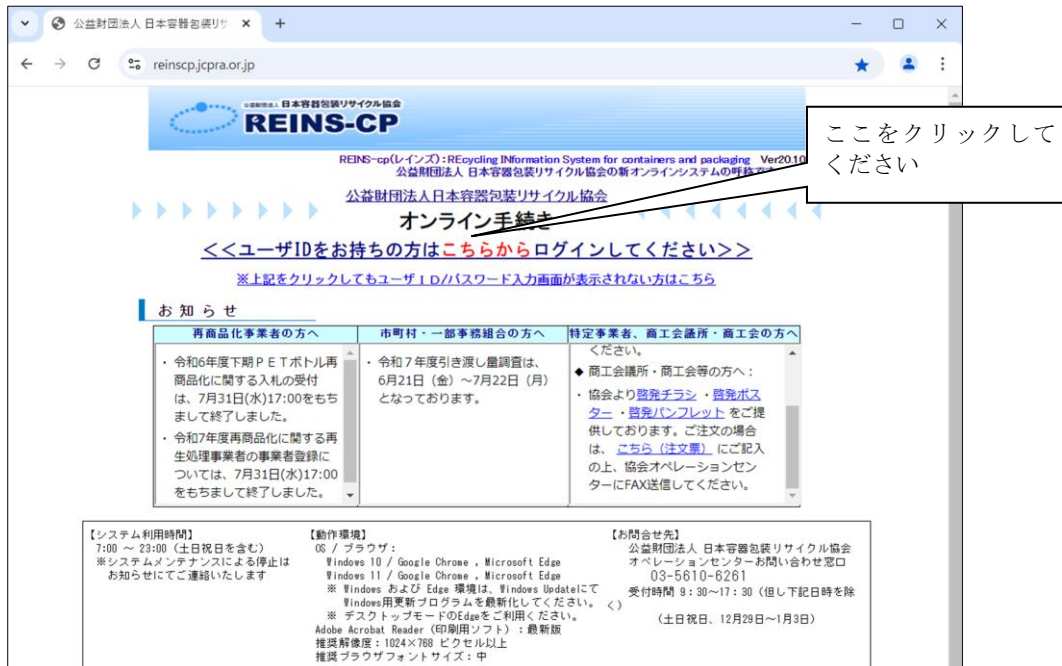 公益財団法人 日本容器包装リサ
reinscp.jcpra.or.jp
公益財団法人 日本容器包装リサイクル協会
REINS-CP
REINS-cp(レインズ):REcycling INformation System for containers and packaging Ver20.10
公益財団法人 日本容器包装リサイクル協会の新オンラインシステムの呼称です
ここをクリックして
ください
公益財団法人日本容器包装リサイクル協会
オンライン手続き
<<ユーザIDをお持ちの方はこちらからログインしてください>>
※上記をクリックしてもユーザID/パスワード入力画面が表示されない方はこちら
お知らせ
再商品化事業者の方へ
・令和6年度下期PETボトル再
商品化に関する入札の受付
は、7月31日(水)17:00をもち
まして終了しました。
・令和7年度再商品化に関する再
生処理事業者の事業者登録に
ついては、7月31日(水)17:00
をもちまして終了しました。
市町村・一部事務組合の方へ
・令和7年度引き渡し量調査は、
6月21日(金)～7月22日(月)
となっております。
特定事業者、商工会議所・商工会の方へ
ください。
◆ 商工会議所・商工会等の方へ:
・協会より啓発チラシ ・啓発ポス
ター ・啓発パンフレット をご提
供しております。ご注文の場合
は、 こちら（注文票） にご記入
の上、協会オペレーションセン
ターにFAX送信してください。
【システム利用時間】
7:00 ～ 23:00（土日祝日を含む）
※システムメンテナンスによる停止は
お知らせにてご連絡いたします
【動作環境】
OS / ブラウザ:
Windows 10 / Google Chrome , Microsoft Edge
Windows 11 / Google Chrome , Microsoft Edge
※ Windows および Edge 環境は、Windows Updateにて
Windows用更新プログラムを最新化してください。
※ デスクトップモードのEdgeをご利用ください。
Adobe Acrobat Reader（印刷用ソフト）:最新版
推奨解像度:1024×768 ピクセル以上
推奨ブラウザフォントサイズ:中
【お問合せ先】
公益財団法人 日本容器包装リサイクル協会
オペレーションセンターお問い合わせ窓口
03-5610-6261
受付時間 9:30～17:30（但し下記日時を除
く）
（土日祝日、12月29日～1月3日）